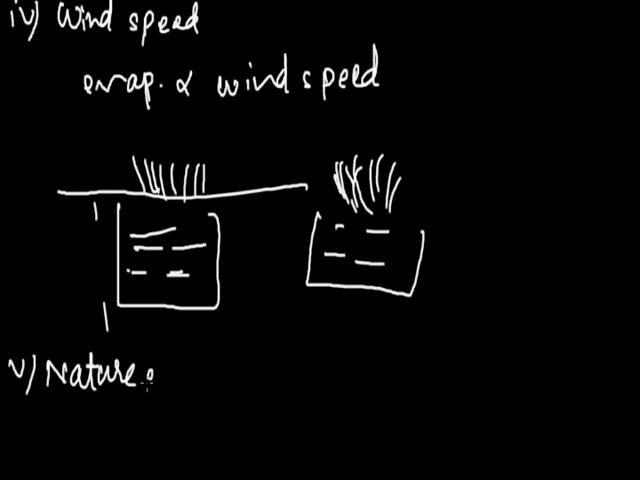 iv) Wind speed
evap. ∝ wind speed
v) Nature